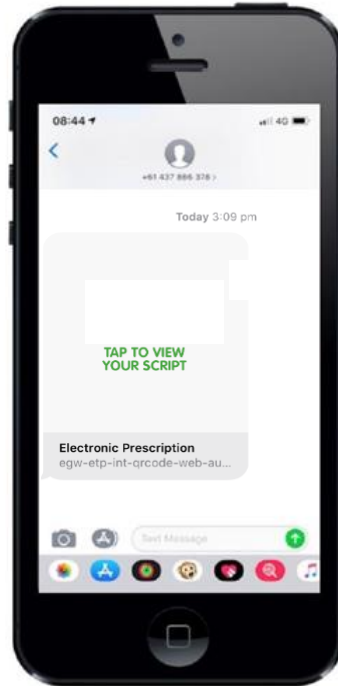 08:44
4G
+61 437 886 378 >
Today 3:09 pm
TAP TO VIEW
YOUR SCRIPT
Electronic Prescription
egw-etp-int-qrcode-web-au...
Text Message